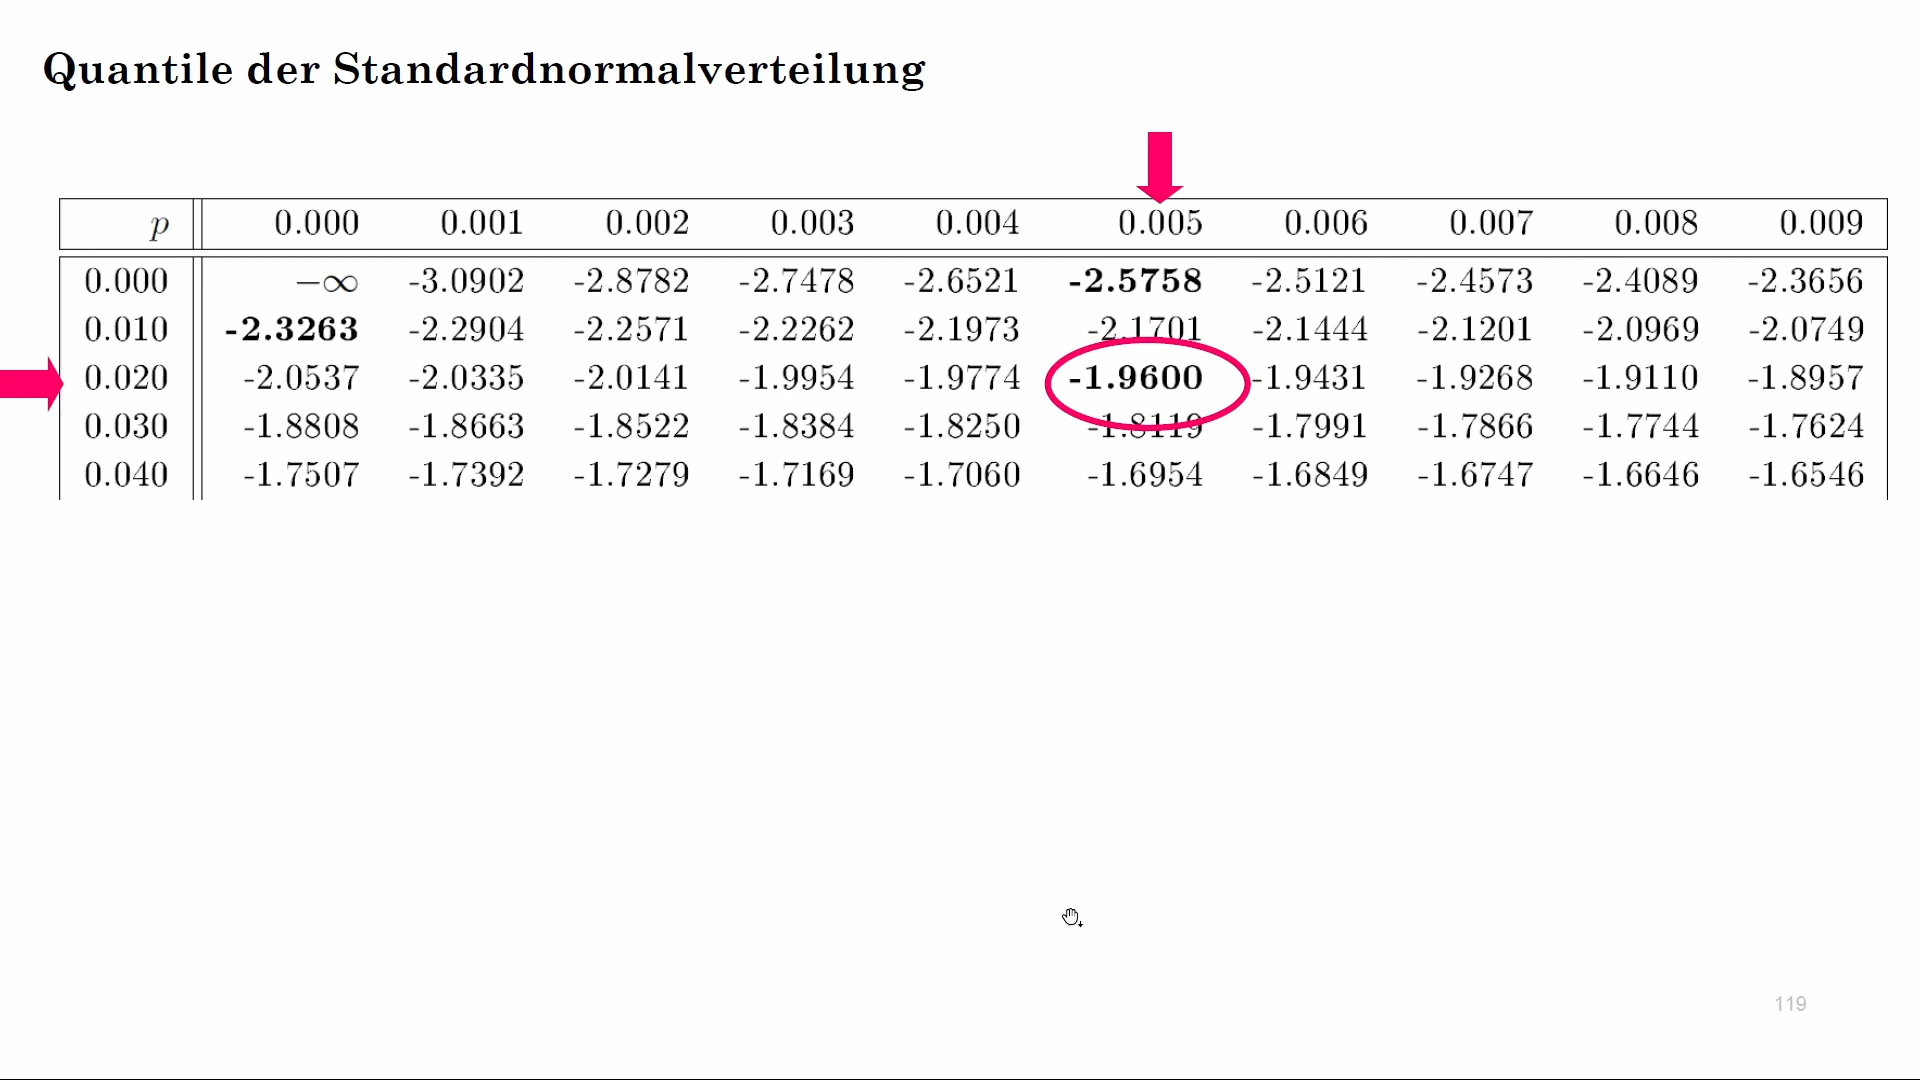 Quantile der Standardnormalverteilung
p 0.000 0.001 0.002 0.003 0.004 0.005 0.006 0.007 0.008 0.009
0.000 −∞ -3.0902 -2.8782 -2.7478 -2.6521 -2.5758 -2.5121 -2.4573 -2.4089 -2.3656
0.010 -2.3263 -2.2904 -2.2571 -2.2262 -2.1973 -2.1701 -2.1444 -2.1201 -2.0969 -2.0749
0.020 -2.0537 -2.0335 -2.0141 -1.9954 -1.9774 -1.9600 -1.9431 -1.9268 -1.9110 -1.8957
0.030 -1.8808 -1.8663 -1.8522 -1.8384 -1.8250 -1.8119 -1.7991 -1.7866 -1.7744 -1.7624
0.040 -1.7507 -1.7392 -1.7279 -1.7169 -1.7060 -1.6954 -1.6849 -1.6747 -1.6646 -1.6546
119